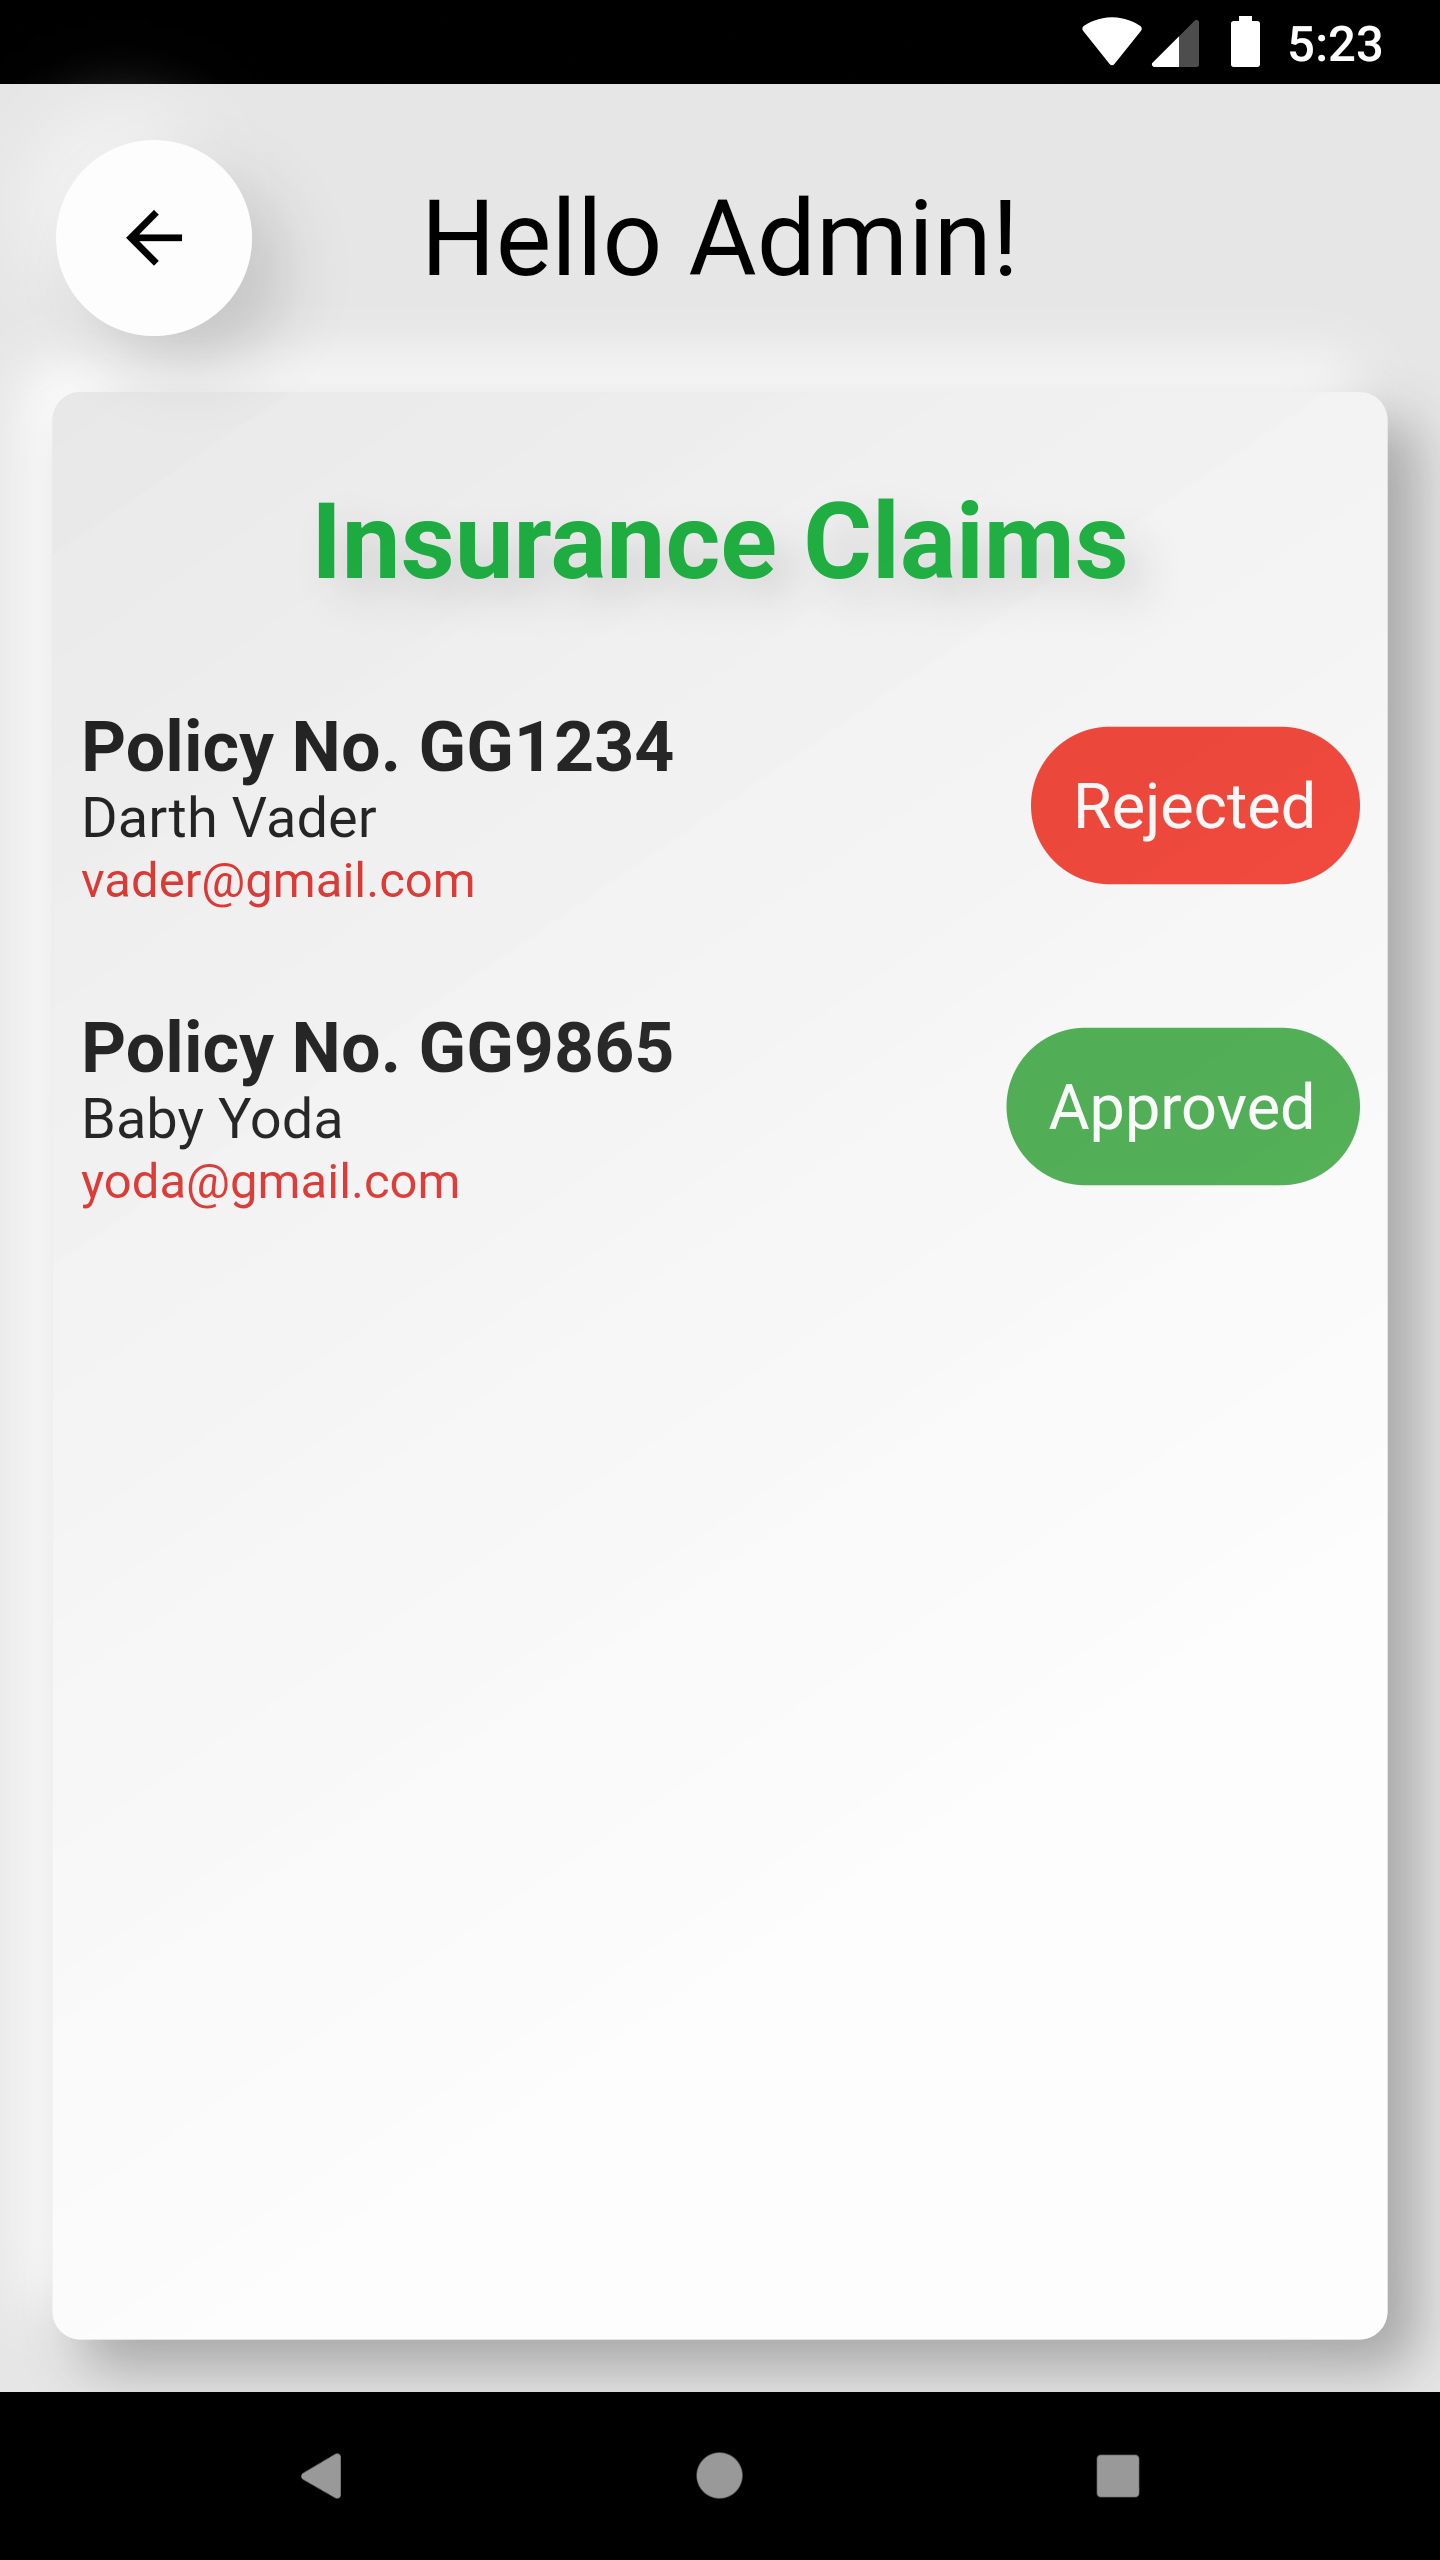 5:23
Hello Admin!
Insurance Claims
Policy No. GG1234
Darth Vader
vader@gmail.com
Rejected
Policy No. GG9865
Baby Yoda
yoda@gmail.com
Approved